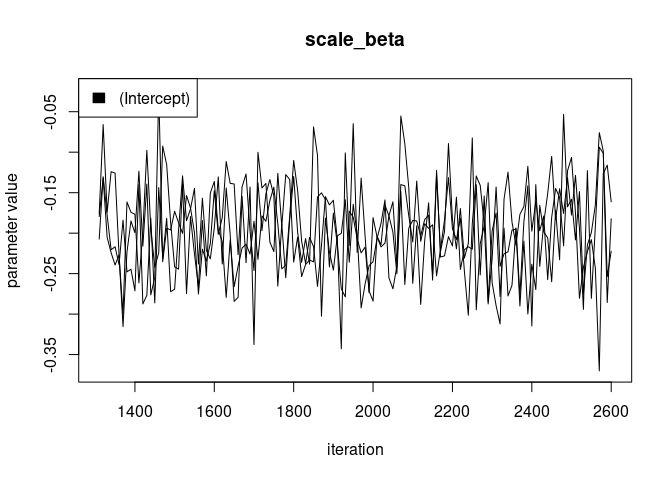 scale_beta
(Intercept)
-0.05
-0.15
-0.25
-0.35
parameter value
1400 1600 1800 2000 2200 2400 2600
iteration